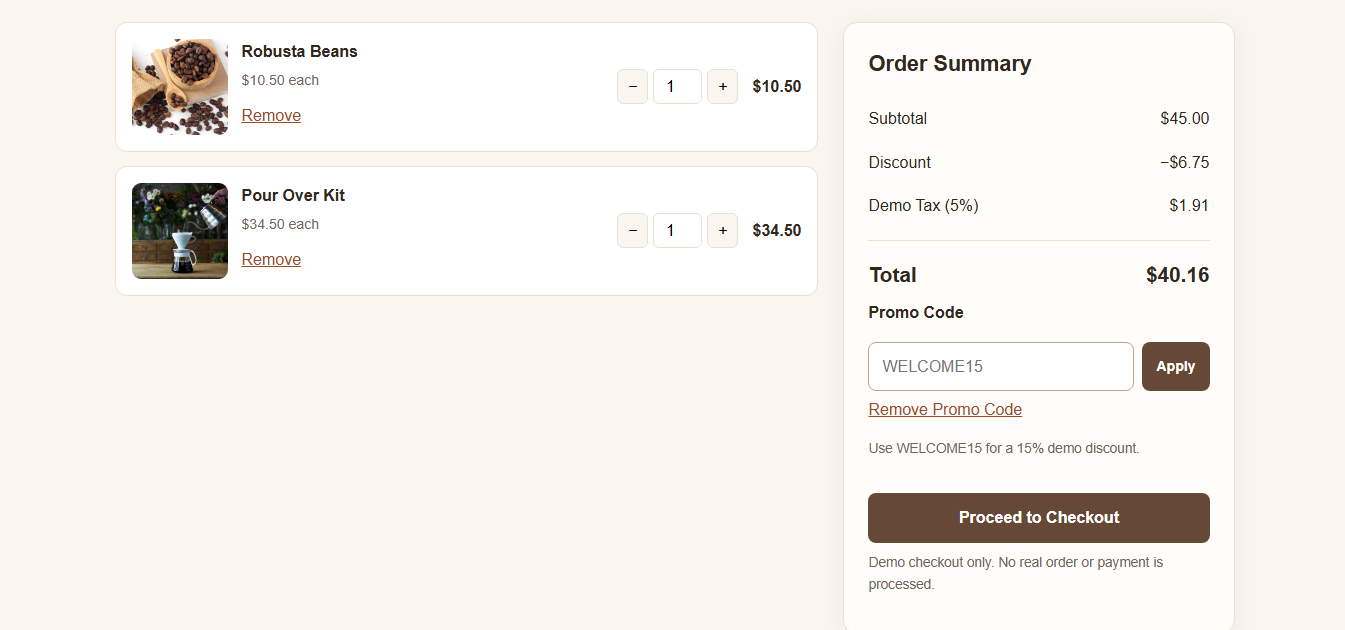 Robusta Beans
$10.50 each
Remove
− 1 + $10.50
Pour Over Kit
$34.50 each
Remove
− 1 + $34.50
Order Summary
Subtotal $45.00
Discount −$6.75
Demo Tax (5%) $1.91
Total $40.16
Promo Code
WELCOME15 Apply
Remove Promo Code
Use WELCOME15 for a 15% demo discount.
Proceed to Checkout
Demo checkout only. No real order or payment is
processed.